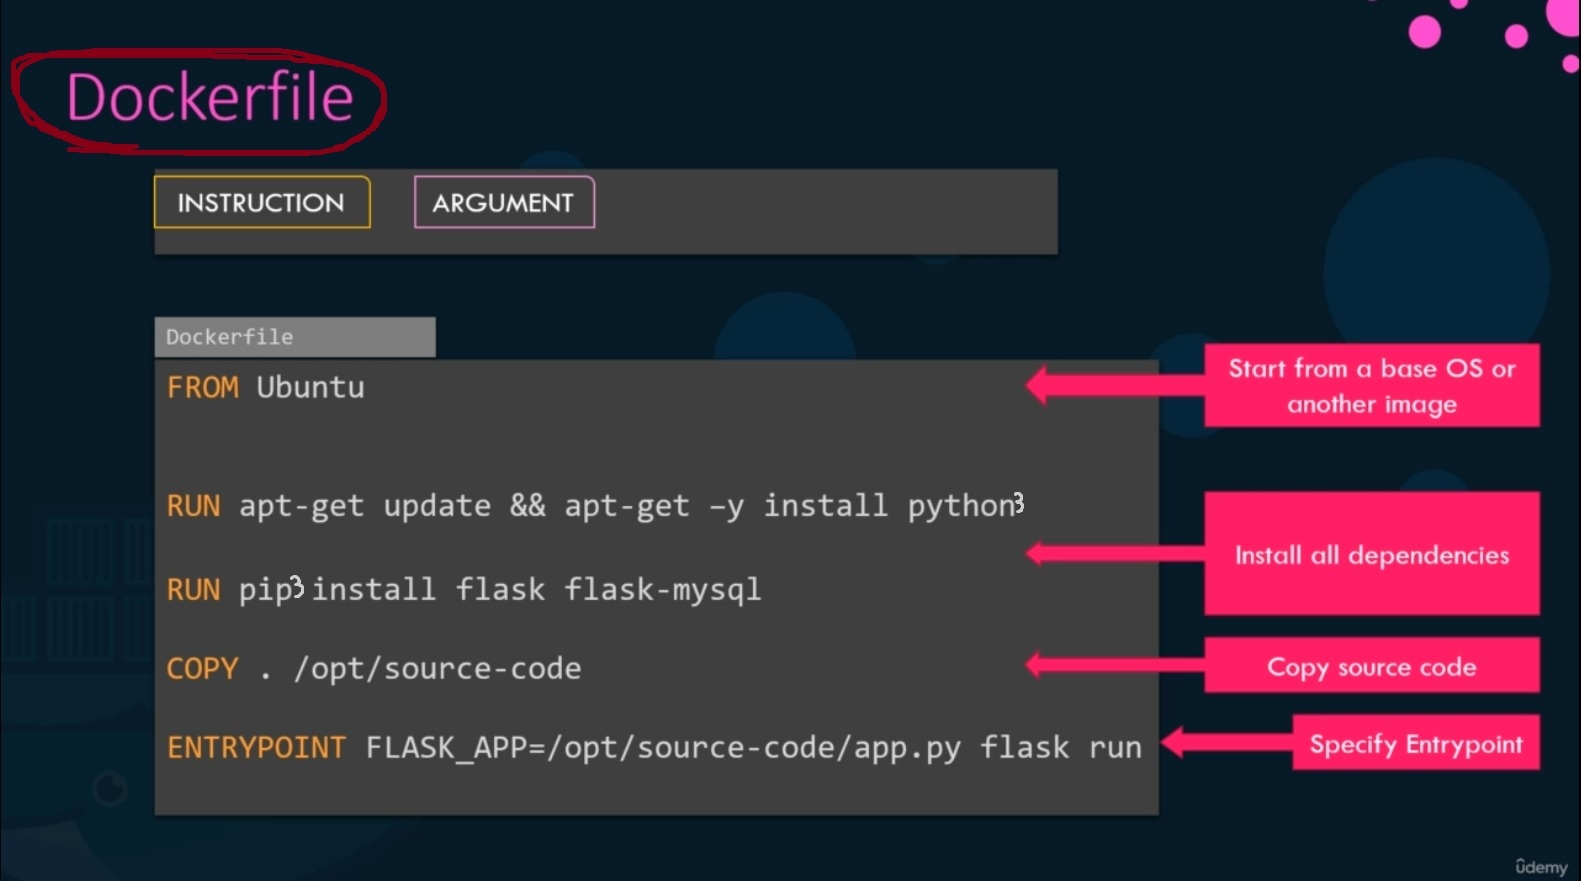 Dockerfile
INSTRUCTION ARGUMENT
Dockerfile
FROM Ubuntu
Start from a base OS or
another image
RUN apt-get update && apt-get –y install python3
Install all dependencies
RUN pip3 install flask flask-mysql
COPY . /opt/source-code
Copy source code
ENTRYPOINT FLASK_APP=/opt/source-code/app.py flask run
Specify Entrypoint
ûdemy